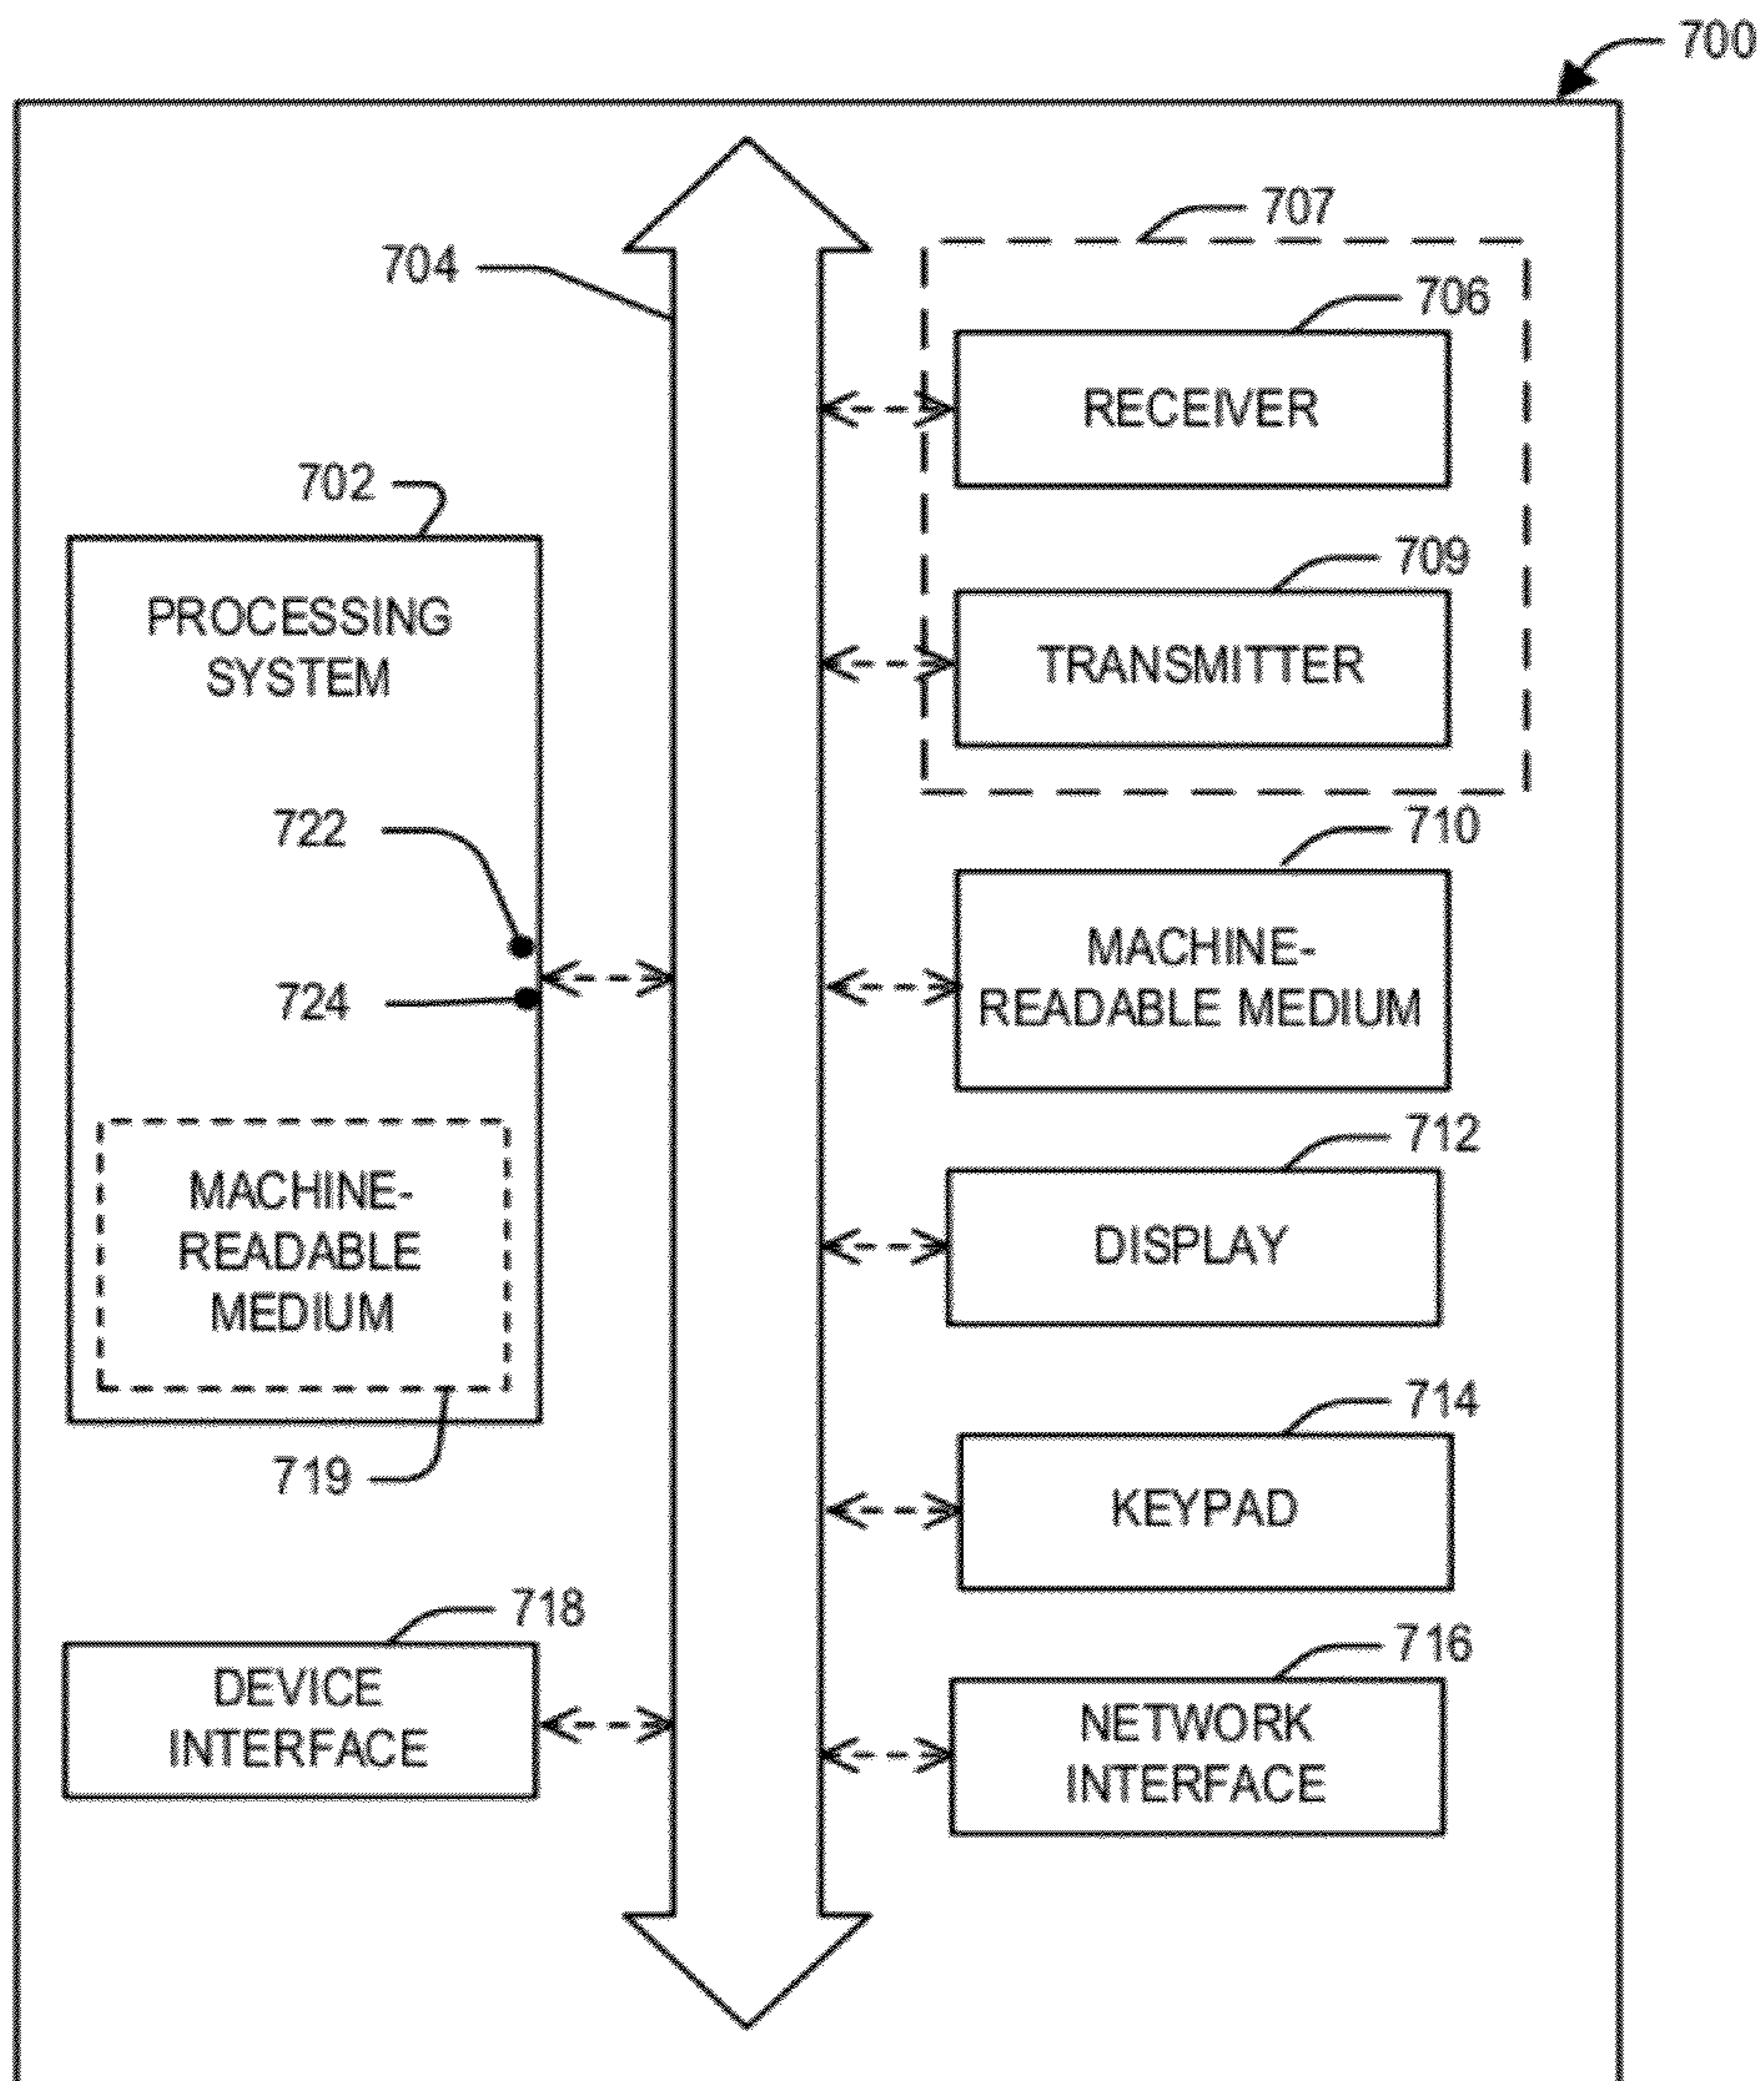 700
707
704
706
RECEIVER
702
709
PROCESSING
SYSTEM
TRANSMITTER
722
710
MACHINE-
READABLE MEDIUM
724
712
MACHINE-
READABLE
MEDIUM
DISPLAY
714
719
KEYPAD
718
716
DEVICE
INTERFACE
NETWORK
INTERFACE